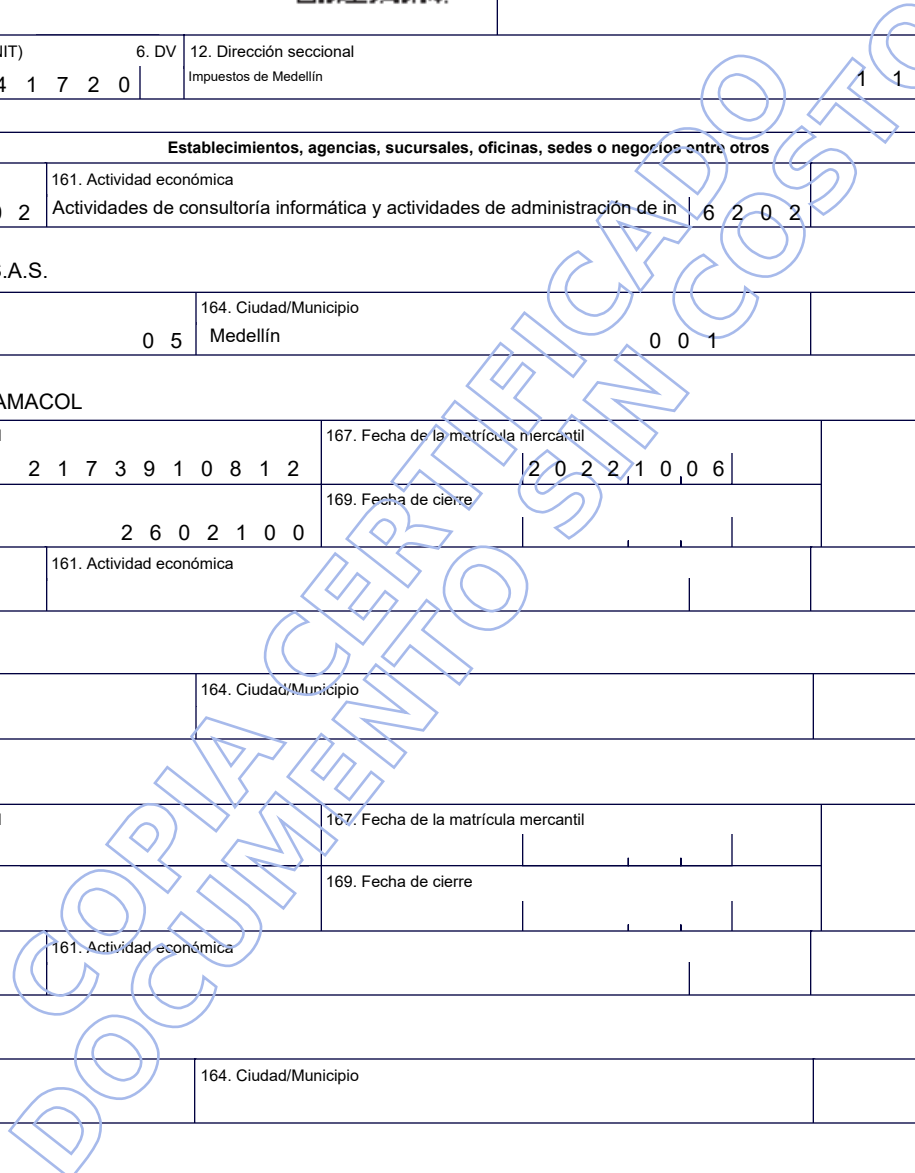 NIT) 6. DV 12. Dirección seccional
4 1 7 2 0 Impuestos de Medellín 1 1
Establecimientos, agencias, sucursales, oficinas, sedes o negocios entre otros
161. Actividad económica
0 2 Actividades de consultoría informática y actividades de administración de in 6 2 0 2
S.A.S.
164. Ciudad/Municipio
0 5 Medellín 0 0 1
AMACOL
167. Fecha de la matrícula mercantil
2 1 7 3 9 1 0 8 1 2 2 0 2 2 1 0 0 6
169. Fecha de cierre
2 6 0 2 1 0 0
161. Actividad económica
164. Ciudad/Municipio
167. Fecha de la matrícula mercantil
169. Fecha de cierre
161. Actividad económica
164. Ciudad/Municipio
COPIA CERTIFICADO
DOCUMENTO SIN COSTO